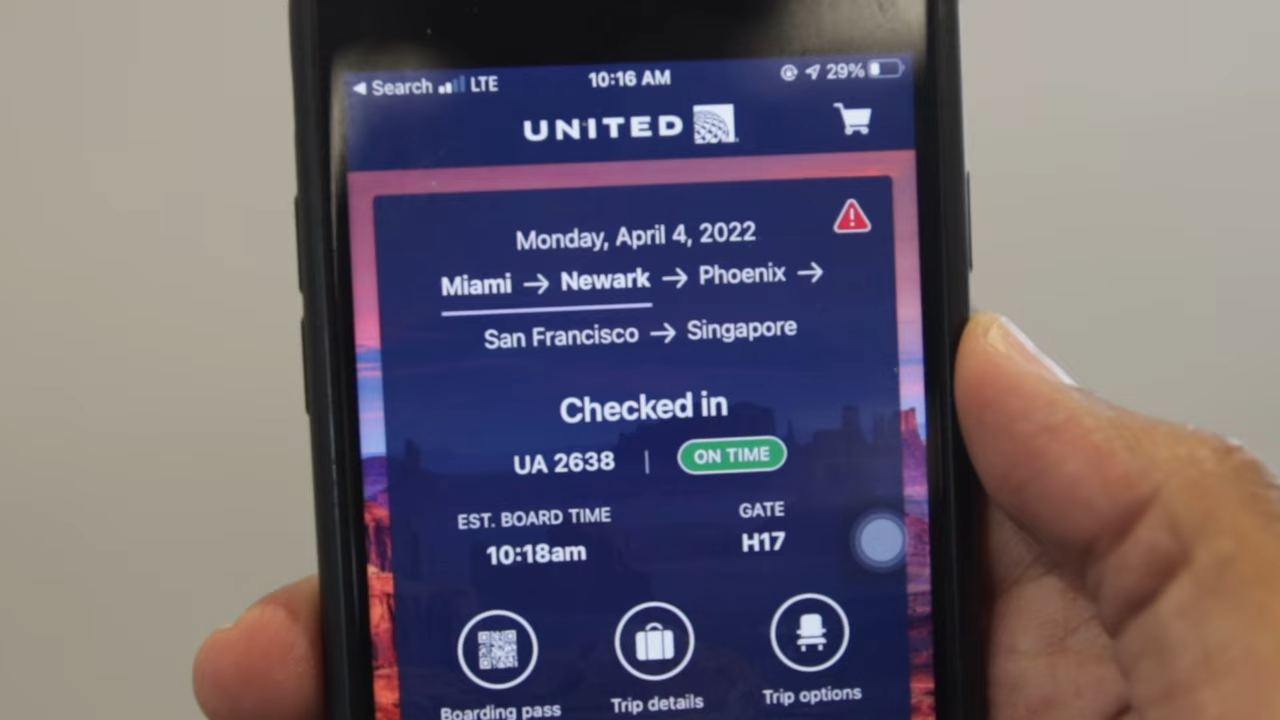 ◀ Search LTE 10:16 AM 29%
UNITED
Monday, April 4, 2022
Miami → Newark → Phoenix →
San Francisco → Singapore
Checked in
UA 2638 | ON TIME
EST. BOARD TIME GATE
10:18am H17
Boarding pass Trip details Trip options